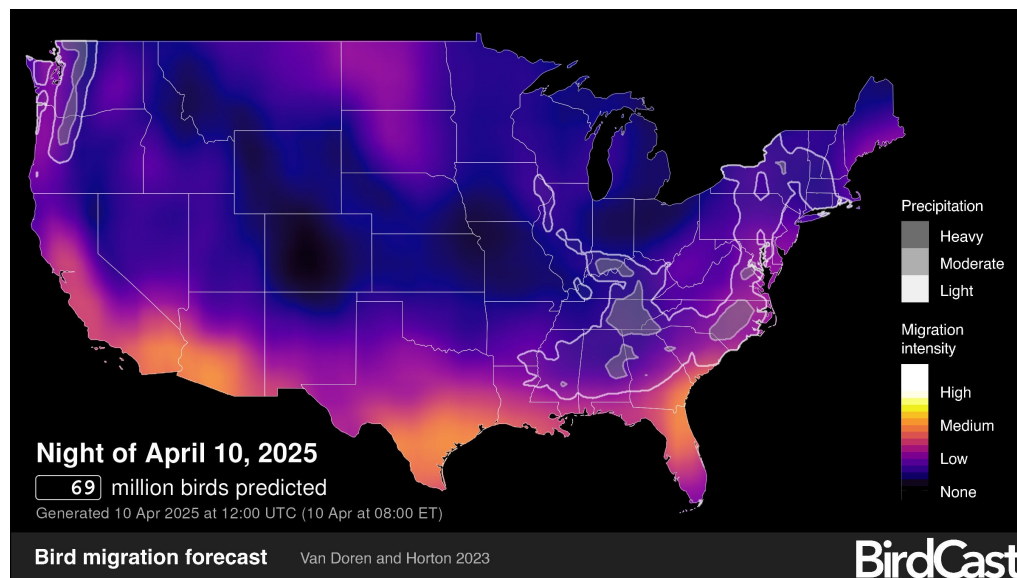 Precipitation
Heavy
Moderate
Light
Migration
intensity
High
Medium
Low
None
Night of April 10, 2025
69 million birds predicted
Generated 10 Apr 2025 at 12:00 UTC (10 Apr at 08:00 ET)
Bird migration forecast Van Doren and Horton 2023
BirdCast